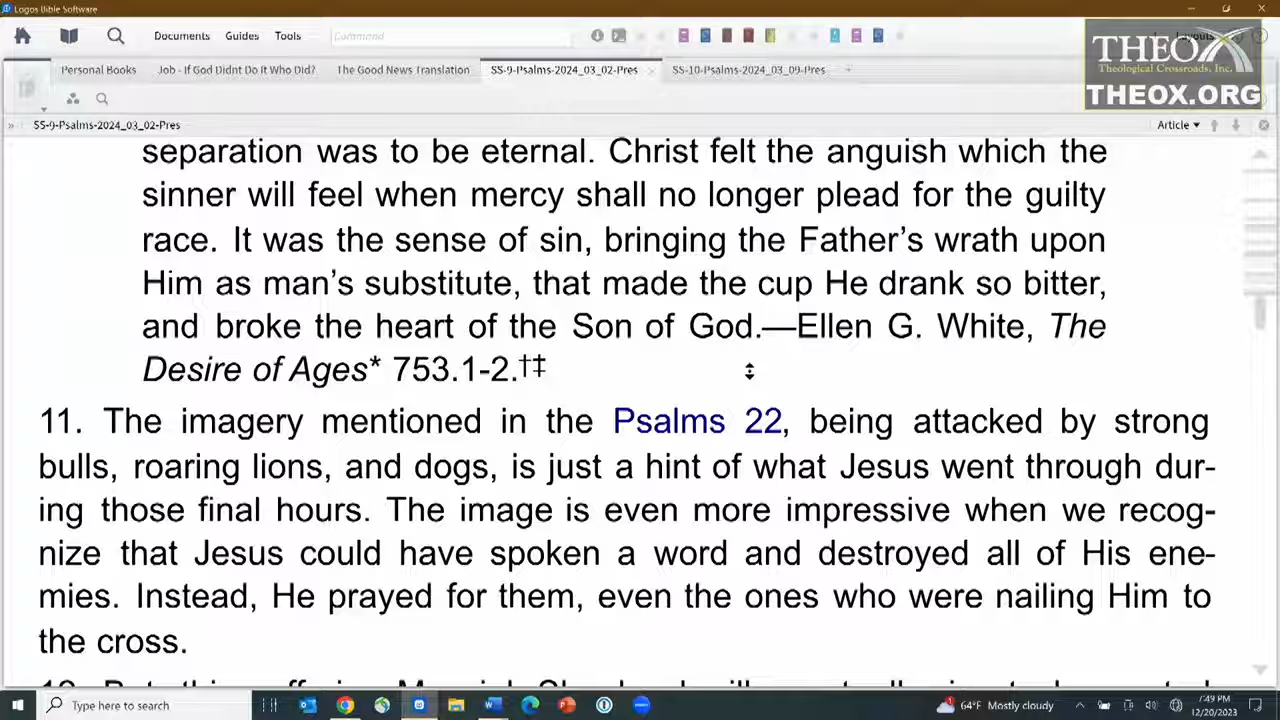 Logos Bible Software
Documents Guides Tools Command Layouts
THEOX
Theological Crossroads, Inc.
THEOX.ORG
Personal Books Job - If God Didnt Do It Who Did? The Good News SS-9-Psalms-2024_03_02-Pres SS-10-Psalms-2024_03_09-Pres
SS-9-Psalms-2024_03_02-Pres Article
separation was to be eternal. Christ felt the anguish which the
sinner will feel when mercy shall no longer plead for the guilty
race. It was the sense of sin, bringing the Father’s wrath upon
Him as man’s substitute, that made the cup He drank so bitter,
and broke the heart of the Son of God.—Ellen G. White, The
Desire of Ages* 753.1-2.†‡
11. The imagery mentioned in the Psalms 22, being attacked by strong
bulls, roaring lions, and dogs, is just a hint of what Jesus went through dur-
ing those final hours. The image is even more impressive when we recog-
nize that Jesus could have spoken a word and destroyed all of His ene-
mies. Instead, He prayed for them, even the ones who were nailing Him to
the cross.
Type here to search
64°F Mostly cloudy
7:49 PM
12/20/2023